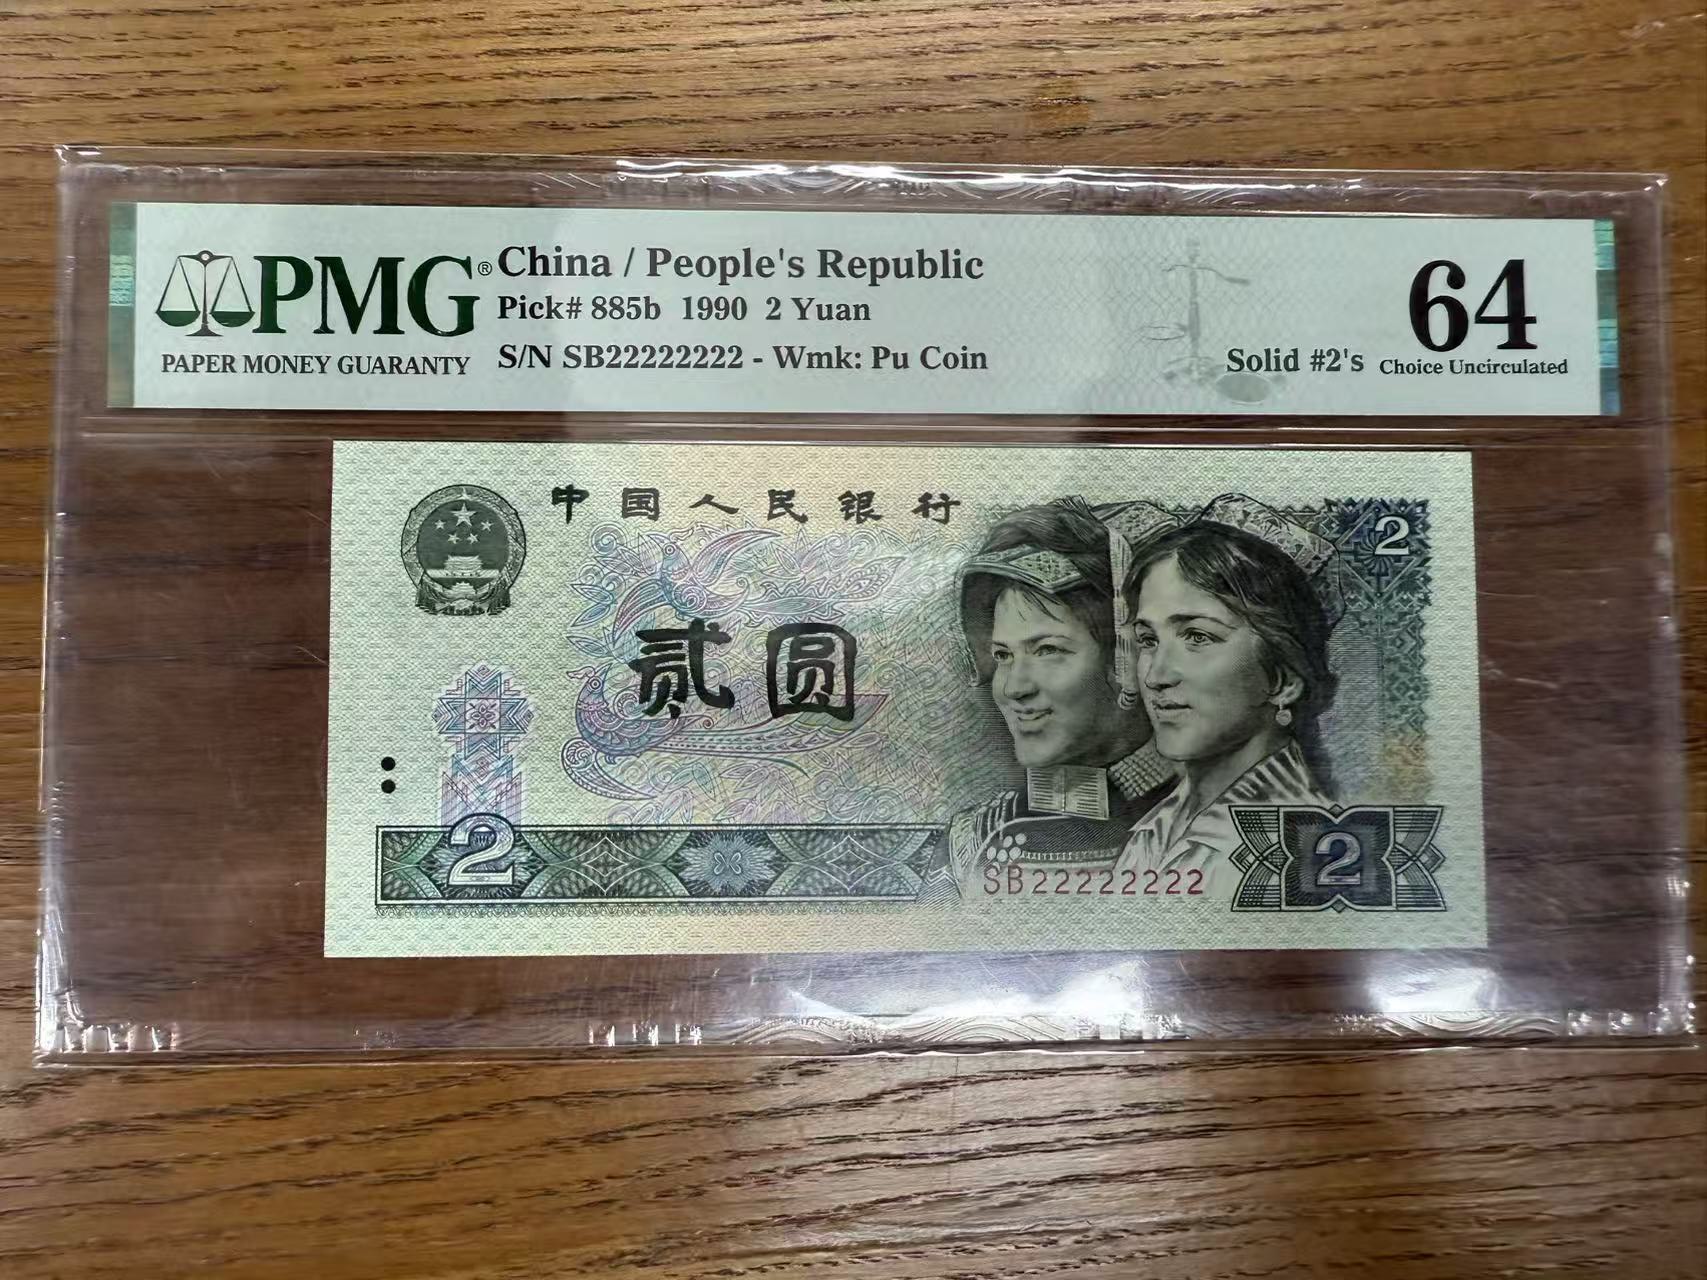 PMG®
PAPER MONEY GUARANTY
China / People's Republic
Pick# 885b 1990 2 Yuan
S/N SB22222222 - Wmk: Pu Coin
Solid #2's
64
Choice Uncirculated
中国人民银行
2
贰圆
2
SB22222222
2